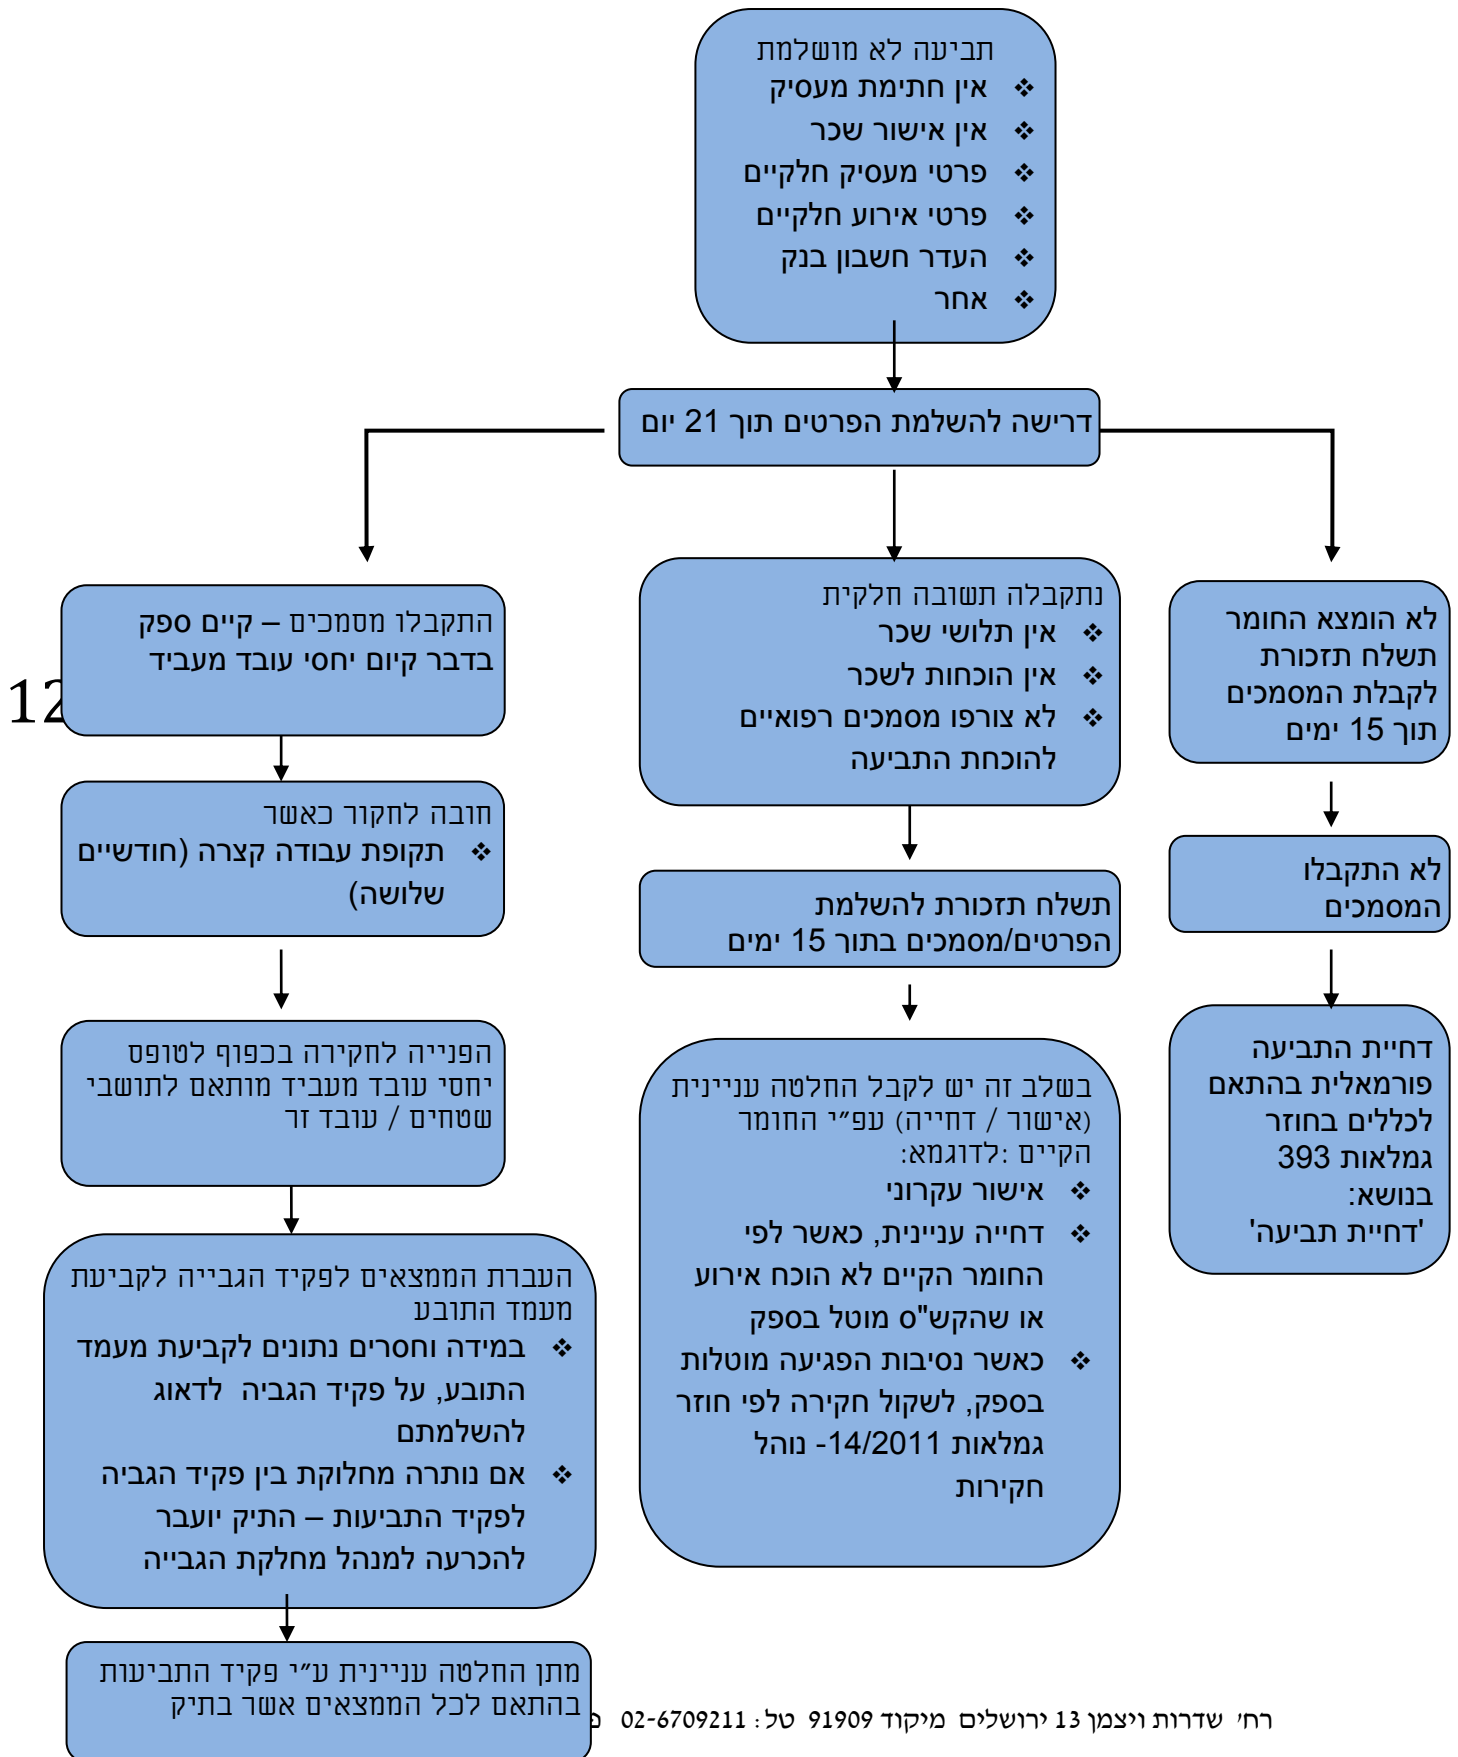 תביעה לא מושלמת
❖ אין חתימת מעסיק
❖ אין אישור שכר
❖ פרטי מעסיק חלקיים
❖ פרטי אירוע חלקיים
❖ העדר חשבון בנק
❖ אחר
דרישה להשלמת הפרטים תוך 21 יום
לא הומצא החומר
תשלח תזכורת
לקבלת המסמכים
תוך 15 ימים
לא התקבלו
המסמכים
דחיית התביעה
פורמאלית בהתאם
לכללים בחוזר
גמלאות 393
בנושא:
'דחיית תביעה'
נתקבלה תשובה חלקית
❖ אין תלושי שכר
❖ אין הוכחות לשכר
❖ לא צורפו מסמכים רפואיים
להוכחת התביעה
תשלח תזכורת להשלמת
הפרטים/מסמכים בתוך 15 ימים
בשלב זה יש לקבל החלטה עניינית
(אישור / דחייה) עפ״י החומר
הקיים :לדוגמא:
❖ אישור עקרוני
❖ דחייה עניינית, כאשר לפי
החומר הקיים לא הוכח אירוע
או שהקש"ס מוטל בספק
❖ כאשר נסיבות הפגיעה מוטלות
בספק, לשקול חקירה לפי חוזר
גמלאות 14/2011- נוהל
חקירות
התקבלו מסמכים – קיים ספק
בדבר קיום יחסי עובד מעביד
12
חובה לחקור כאשר
❖ תקופת עבודה קצרה (חודשיים
שלושה)
הפנייה לחקירה בכפוף לטופס
יחסי עובד מעביד מותאם לתושבי
שטחים / עובד זר
העברת הממצאים לפקיד הגבייה לקביעת
מעמד התובע
❖ במידה וחסרים נתונים לקביעת מעמד
התובע, על פקיד הגביה לדאוג
להשלמתם
❖ אם נותרה מחלוקת בין פקיד הגביה
לפקיד התביעות – התיק יועבר
להכרעה למנהל מחלקת הגבייה
מתן החלטה עניינית ע״י פקיד התביעות
בהתאם לכל הממצאים אשר בתיק
רח׳ שדרות ויצמן 13 ירושלים מיקוד 91909 טל: 02-6709211